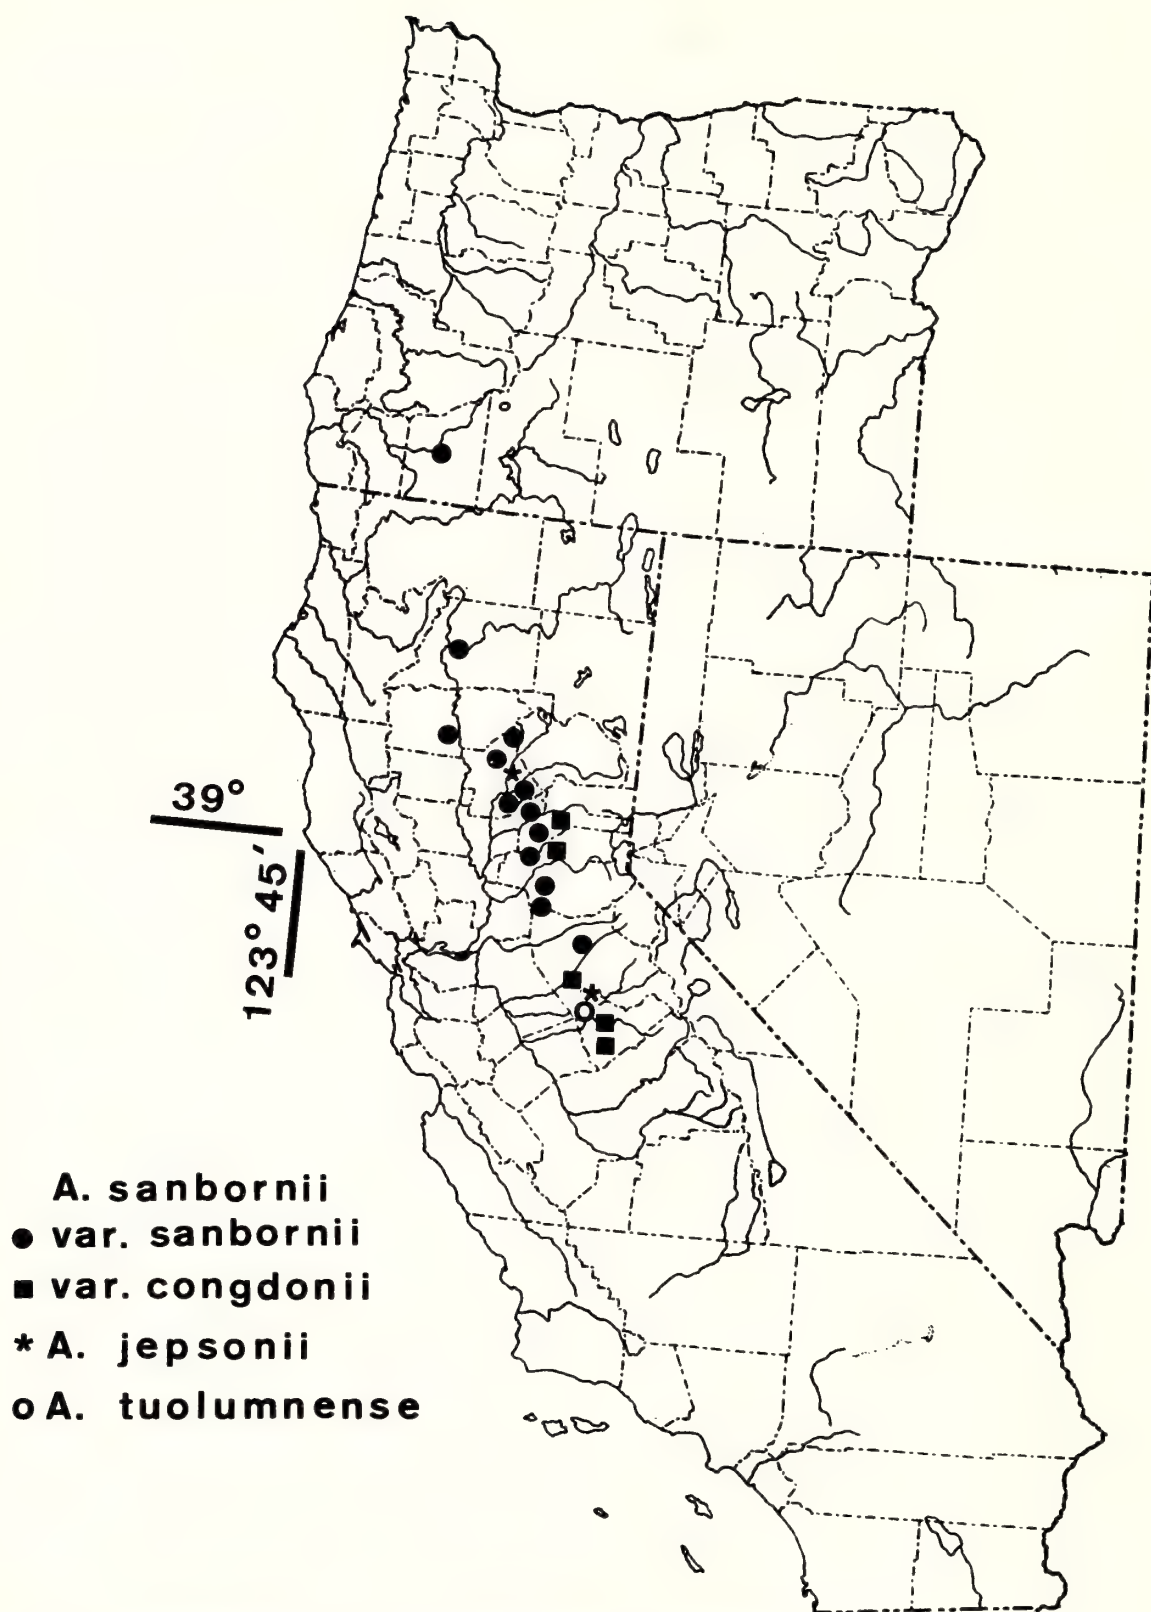 39°
123° 45′
A. sanbornii
● var. sanbornii
■ var. congdonii
* A. jepsonii
o A. tuolumnense